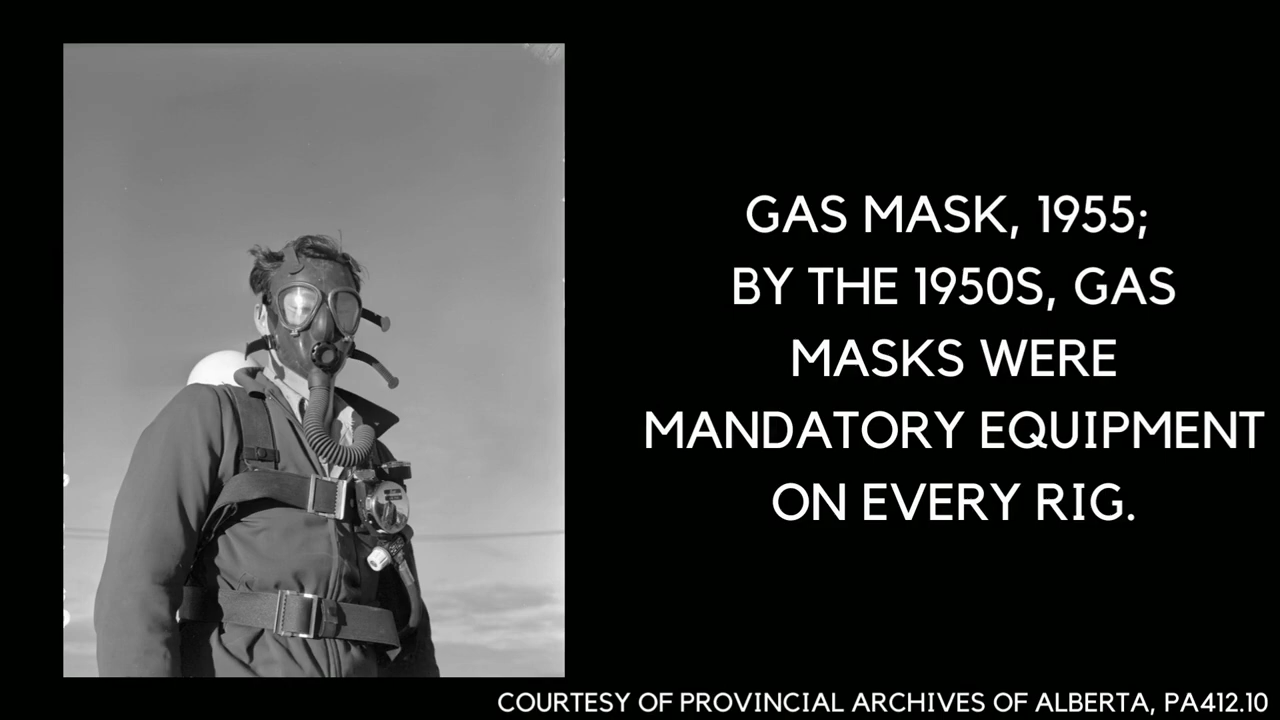 GAS MASK, 1955;
BY THE 1950S, GAS
MASKS WERE
MANDATORY EQUIPMENT
ON EVERY RIG.
COURTESY OF PROVINCIAL ARCHIVES OF ALBERTA, PA412.10